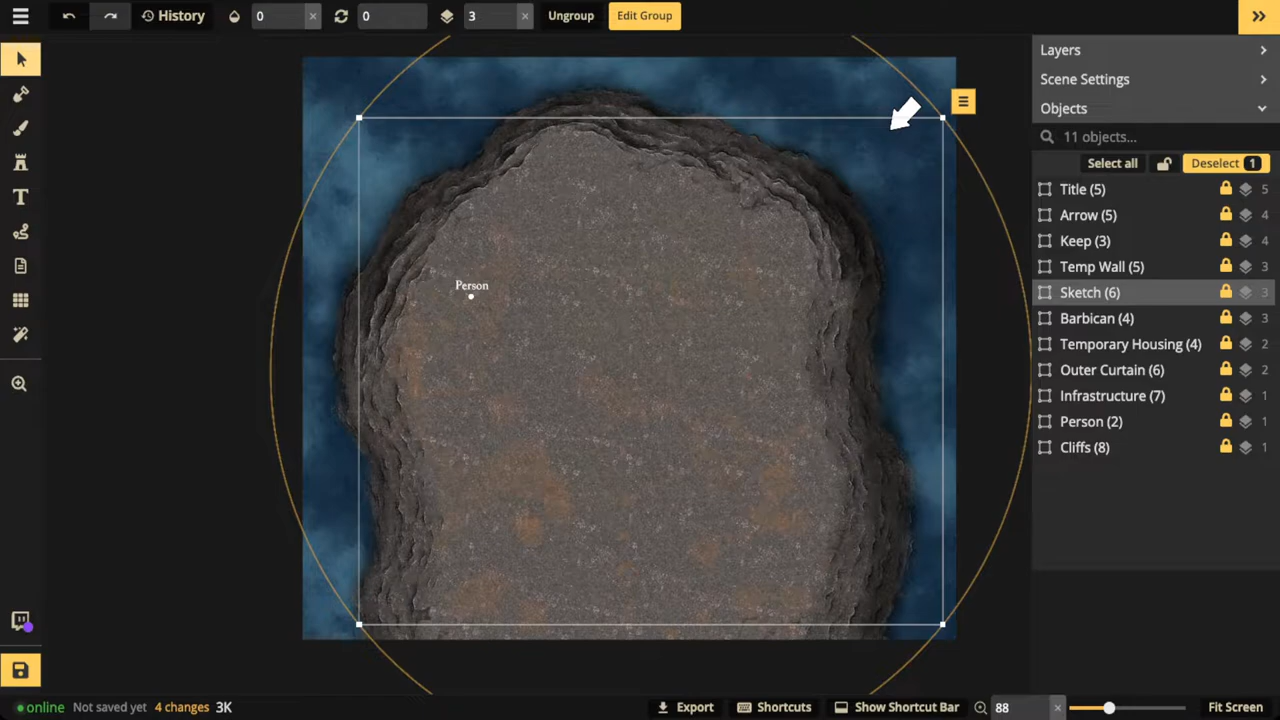 History 0 × 0 3 × Ungroup Edit Group
Layers
Scene Settings
Objects
11 objects...
Select all Deselect 1
Title (5) 5
Arrow (5) 4
Keep (3) 4
Temp Wall (5) 3
Sketch (6) 3
Barbican (4) 3
Temporary Housing (4) 2
Outer Curtain (6) 2
Infrastructure (7) 1
Person (2) 1
Cliffs (8) 1
Person
online Not saved yet 4 changes 3K Export Shortcuts Show Shortcut Bar 88 × Fit Screen